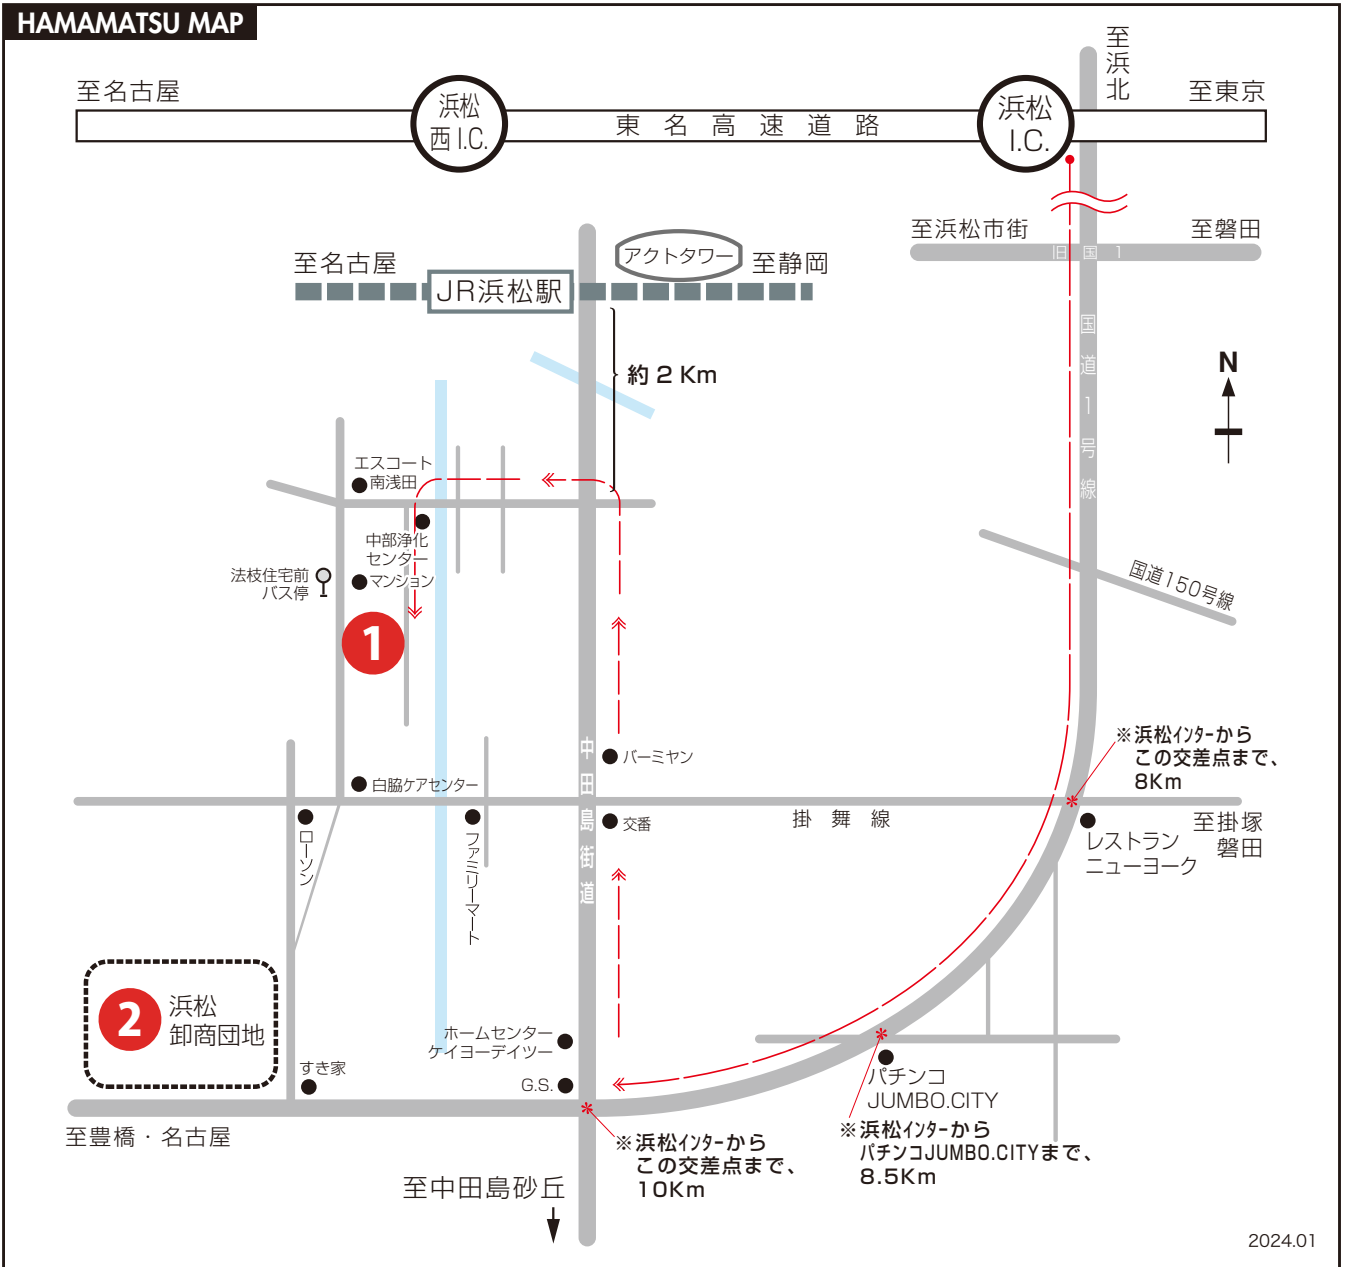 HAMAMATSU MAP
至名古屋
浜松
西 I.C.
東名高速道路
浜松
I.C.
至浜北
至東京
至浜松市街
至磐田
旧国1
至名古屋
JR浜松駅
アクトタワー
至静岡
約 2 Km
国道1号線
N
エスコート
南浅田
中部浄化
センター
法枝住宅前
バス停
マンション
1
国道150号線
※浜松インターから
この交差点まで、
8Km
中田島街道
バーミヤン
白脇ケアセンター
ローソン
ファミリーマート
交番
掛舞線
レストラン
ニューヨーク
至掛塚
磐田
2
浜松
卸商団地
ホームセンター
ケイヨーデイツー
すき家
G.S.
パチンコ
JUMBO.CITY
至豊橋・名古屋
※浜松インターから
この交差点まで、
10Km
※浜松インターから
パチンコJUMBO.CITYまで、
8.5Km
至中田島砂丘
2024.01